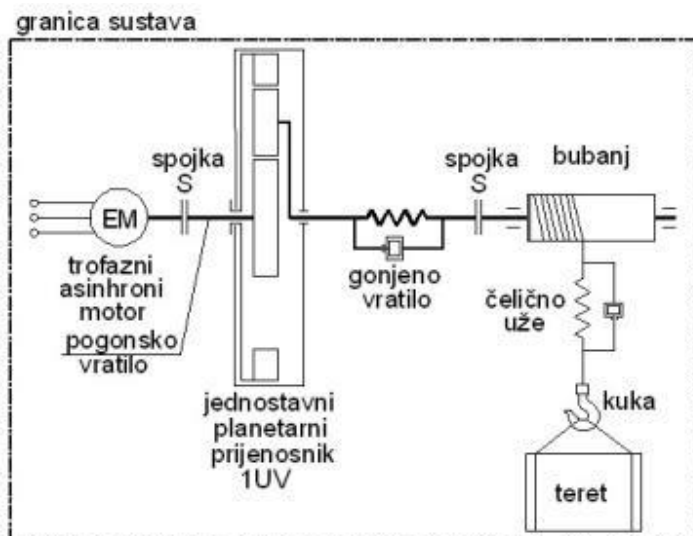 granica sustava
spojka
S
EM
trofazni
asinhroni
motor
pogonsko
vratilo
jednostavni
planetarni
prijenosnik
1UV
gonjeno
vratilo
spojka
S
bubanj
čelično
uže
kuka
teret